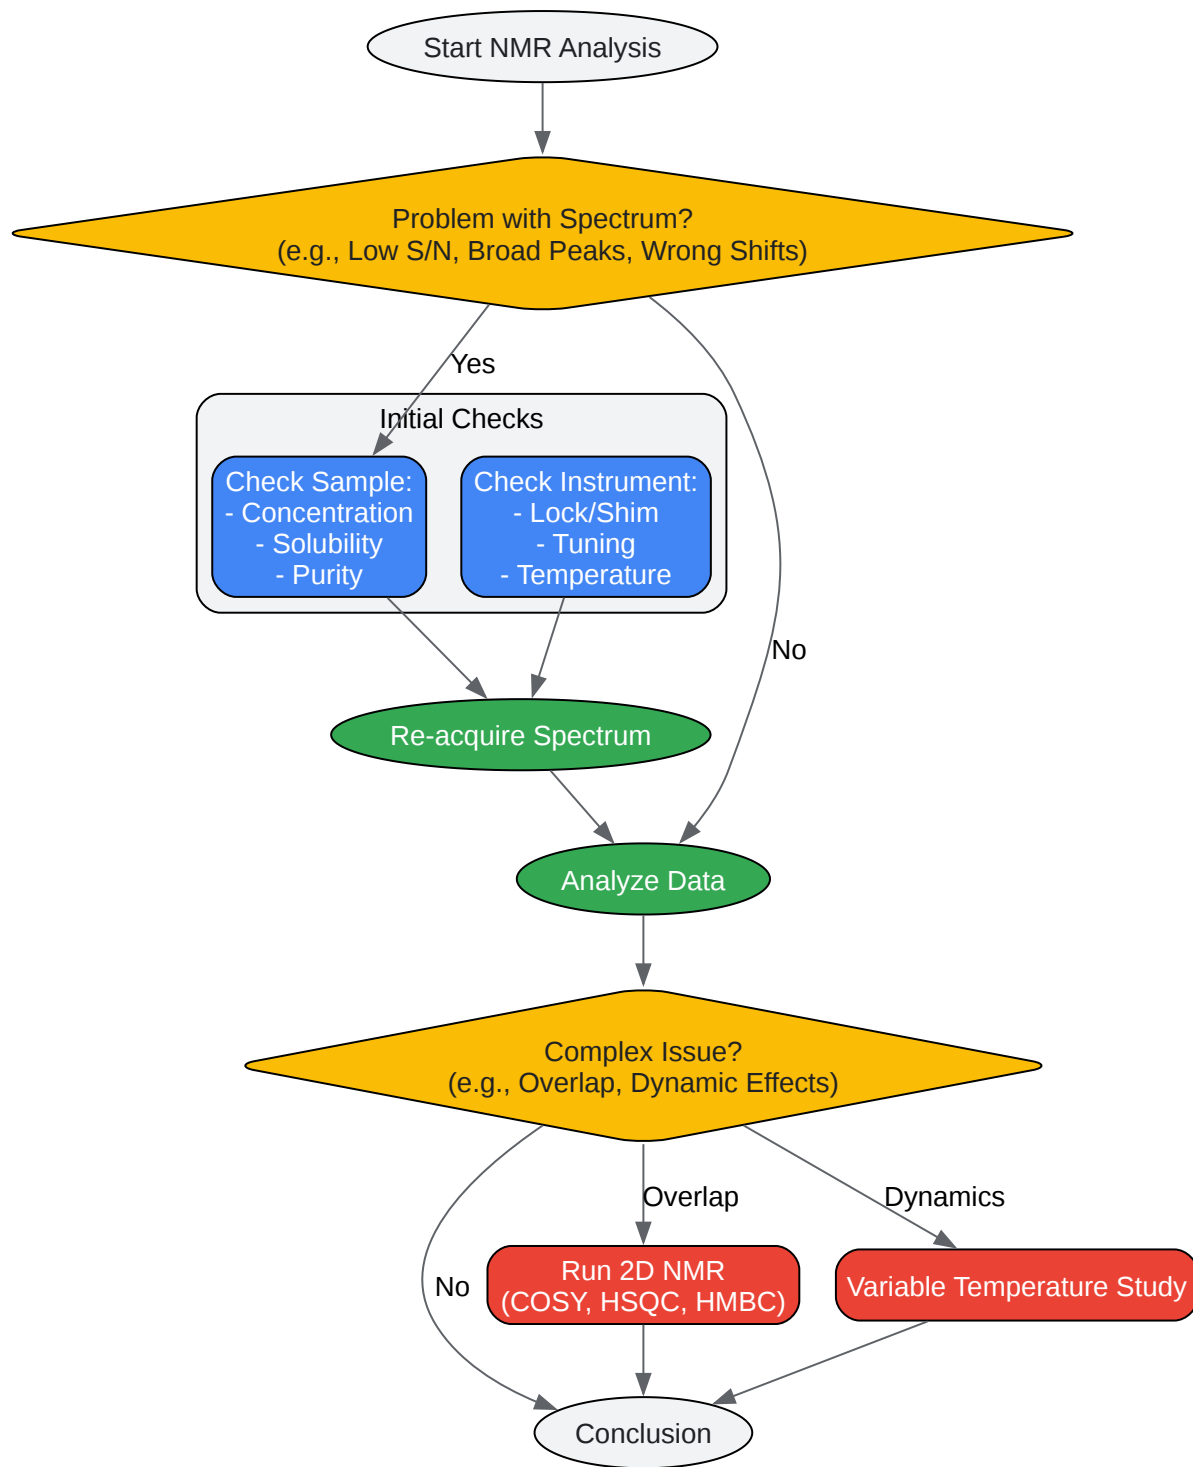 Start NMR Analysis
Problem with Spectrum?
(e.g., Low S/N, Broad Peaks, Wrong Shifts)
Yes
Initial Checks
Check Sample:
- Concentration
- Solubility
- Purity
Check Instrument:
- Lock/Shim
- Tuning
- Temperature
No
Re-acquire Spectrum
Analyze Data
Complex Issue?
(e.g., Overlap, Dynamic Effects)
Overlap
Dynamics
No
Run 2D NMR
(COSY, HSQC, HMBC)
Variable Temperature Study
Conclusion